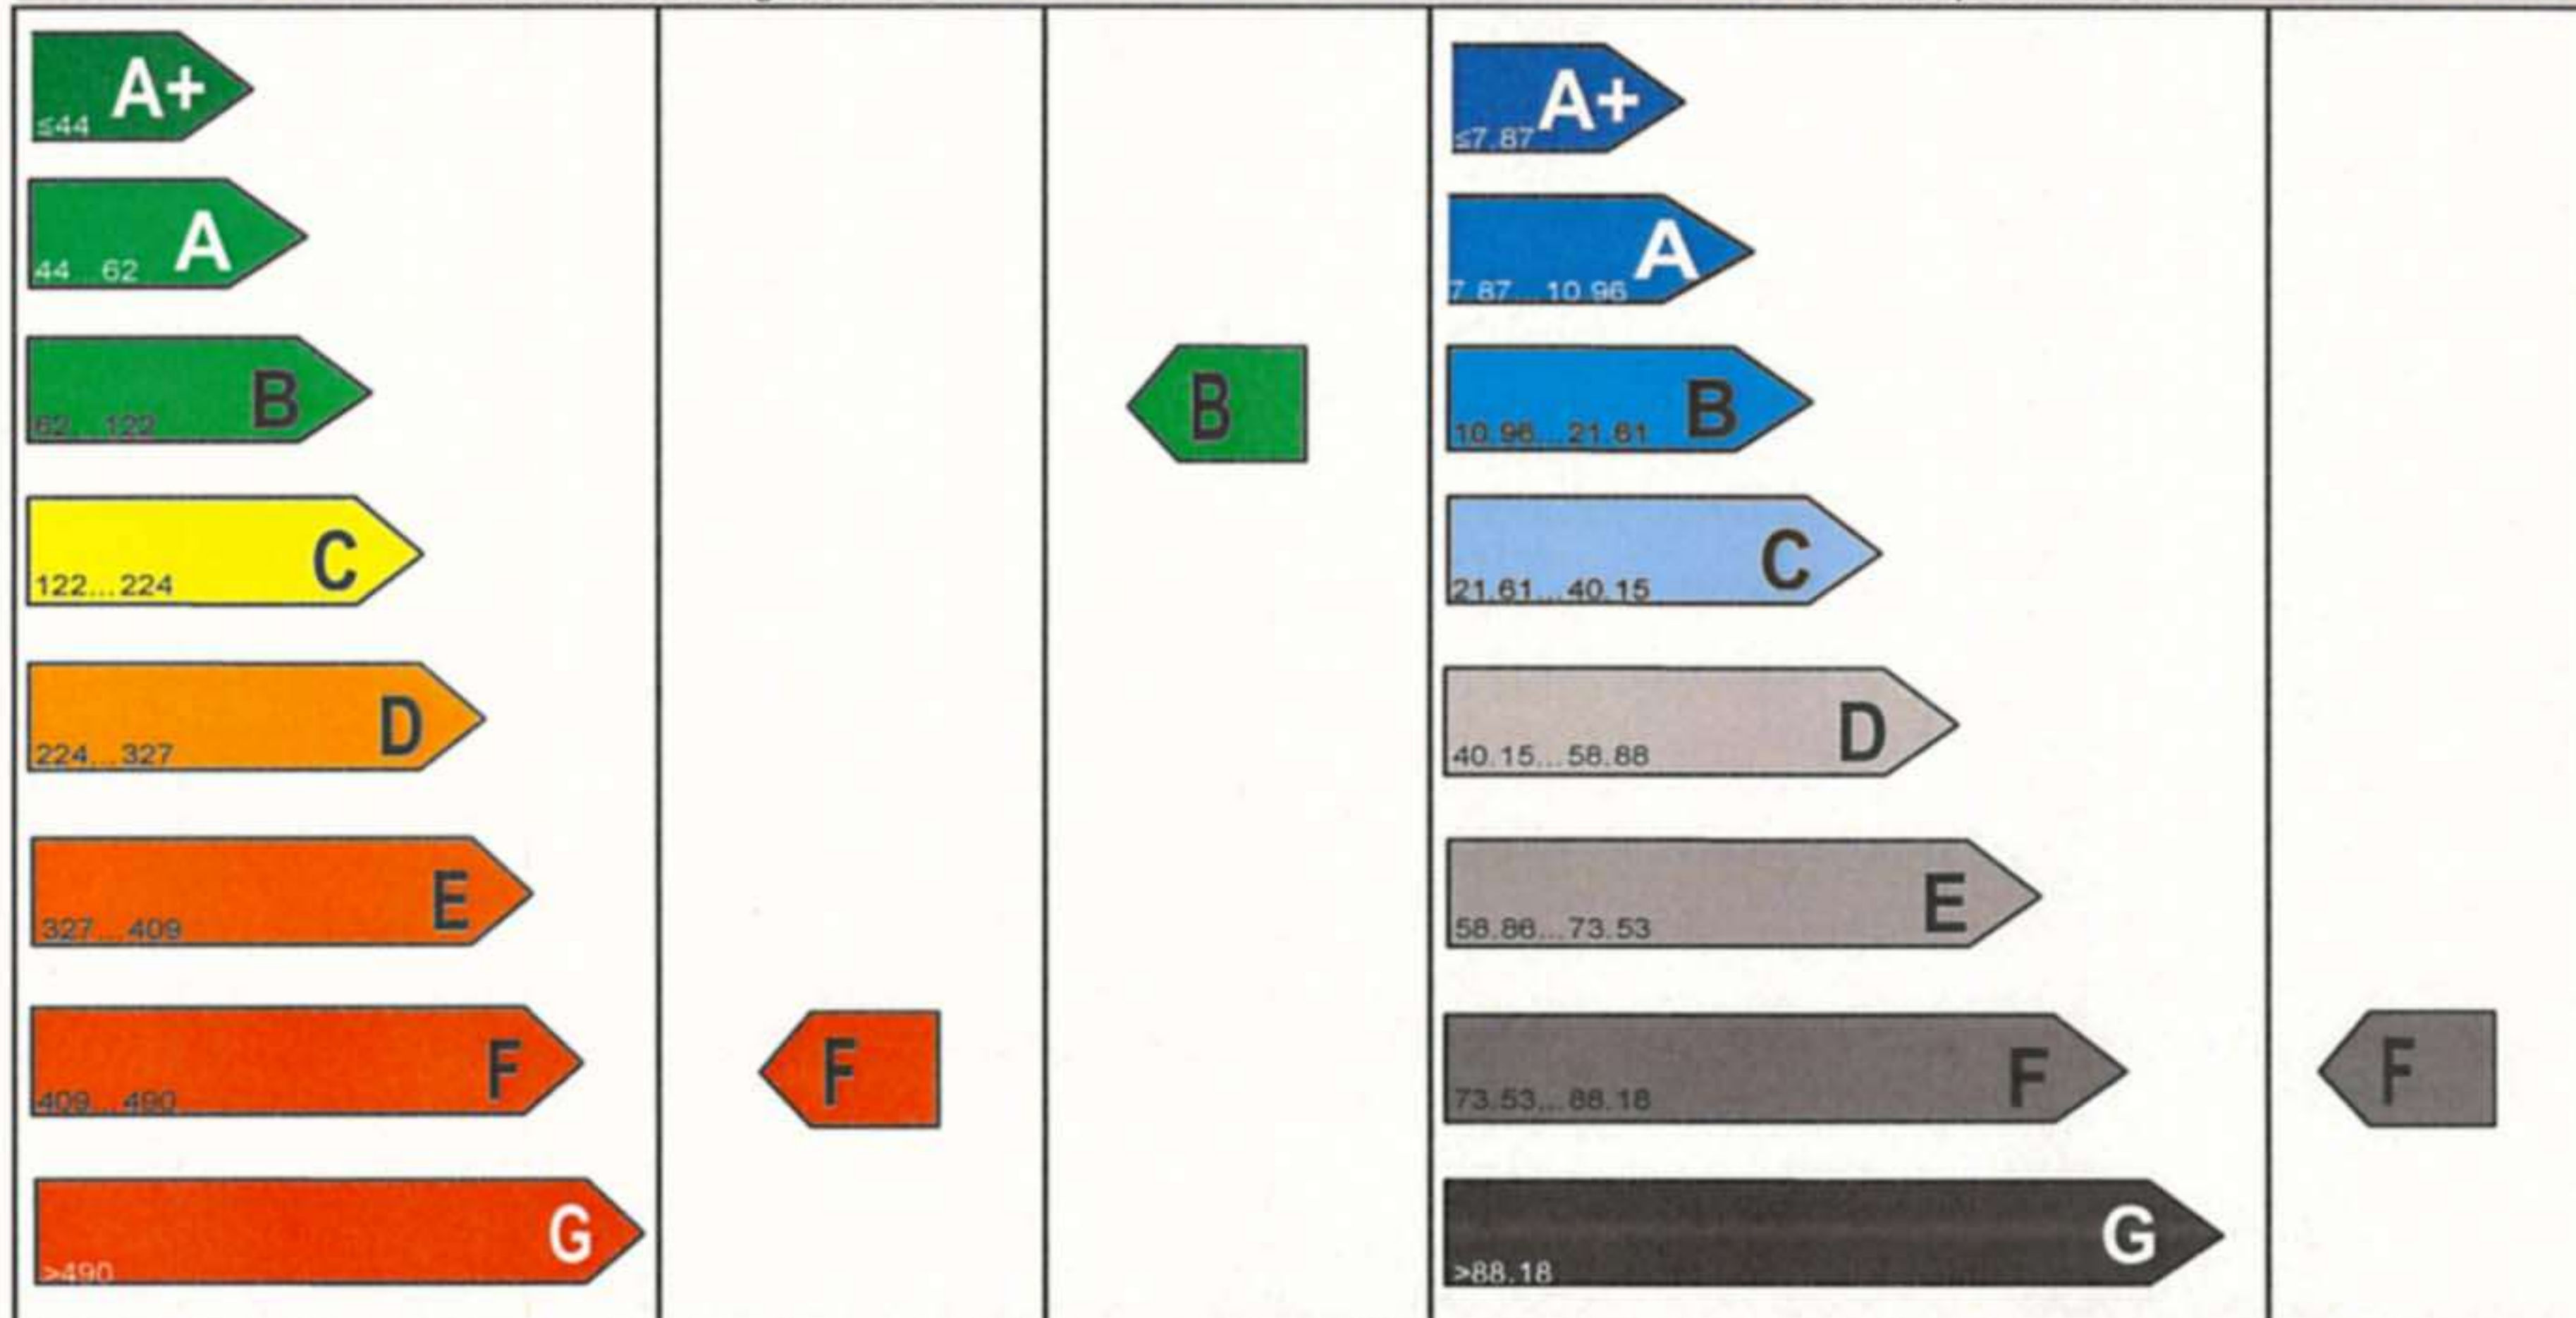 A+
≤44
A
44...62
B
62...122
C
122...224
D
224...327
E
327...409
F
409...490
G
>490
F
B
A+
≤7.87
A
7.87...10.96
B
10.96...21.61
C
21.61...40.15
D
40.15...58.88
E
58.86...73.53
F
73.53...88.18
G
>88.18
F